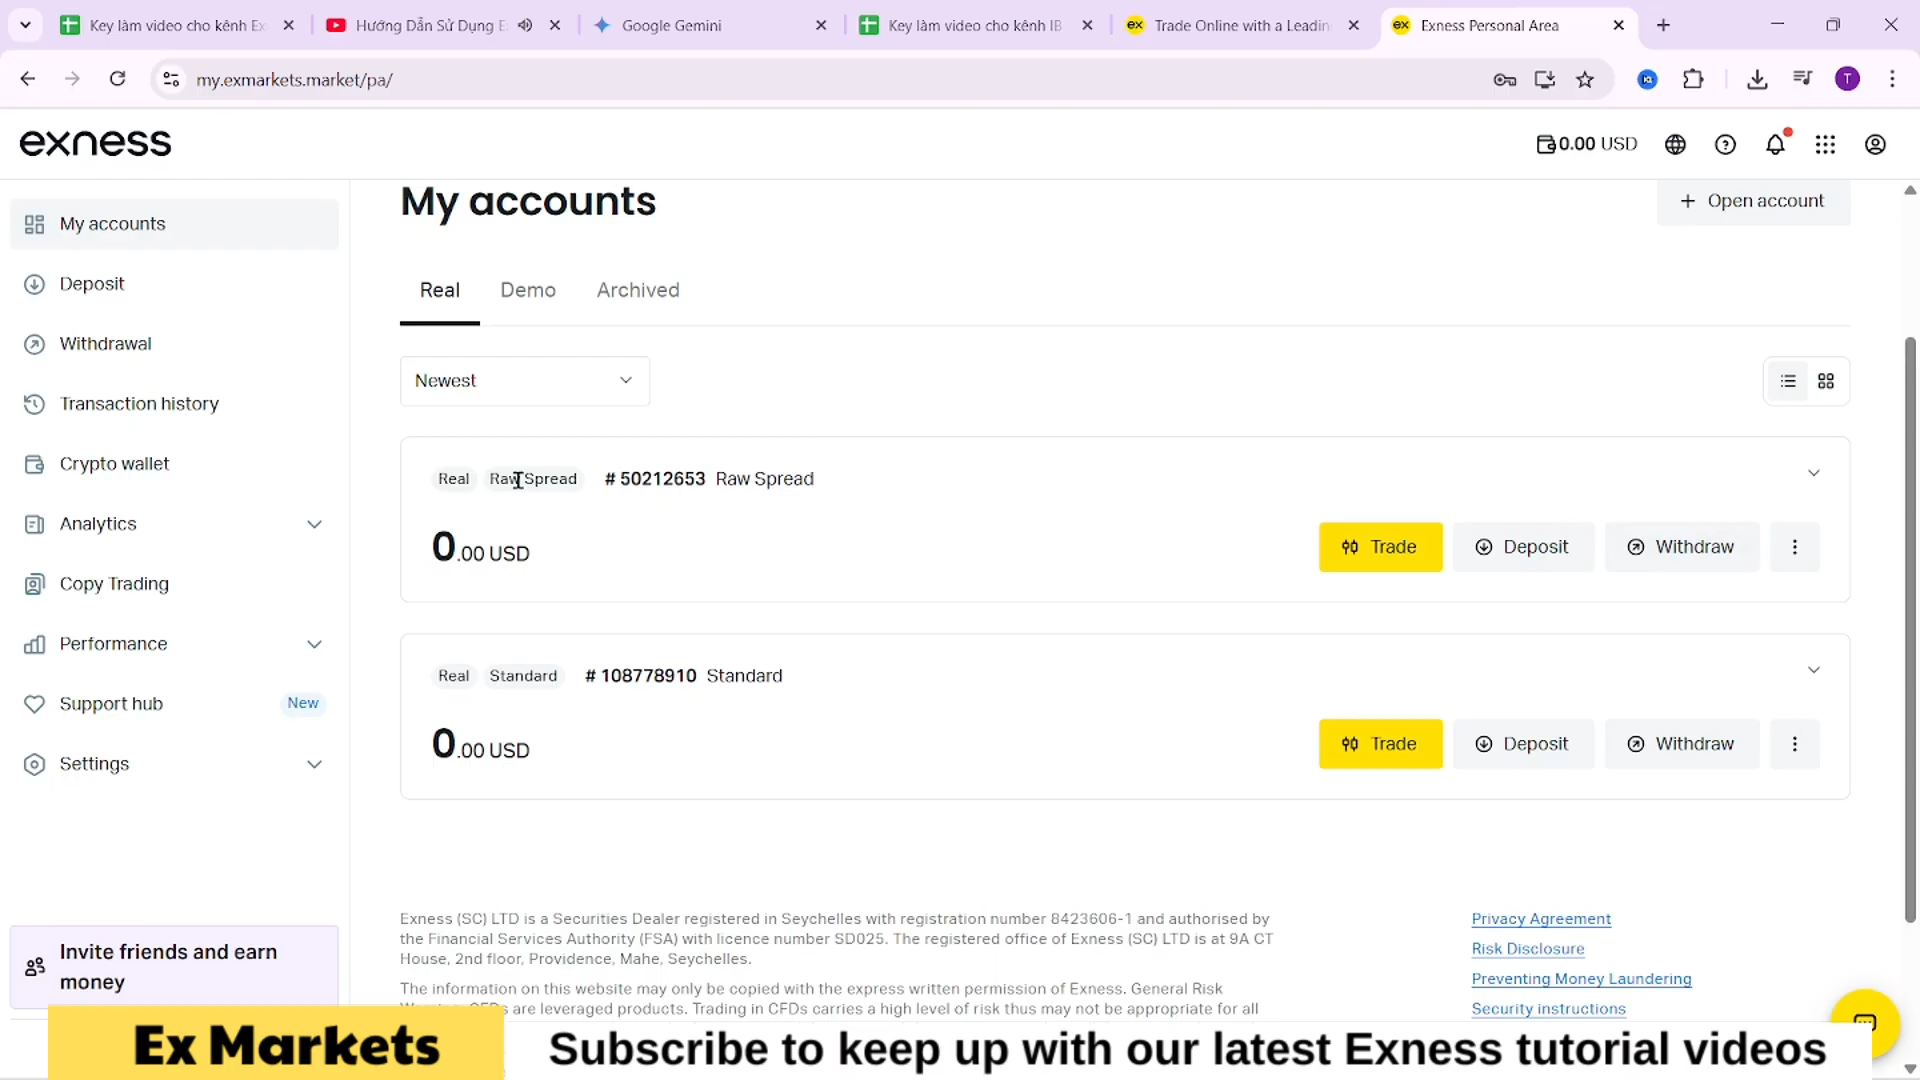 Key làm video cho kênh Ex
Hướng Dẫn Sử Dụng E
Google Gemini
Key làm video cho kênh IB
Trade Online with a Leadin
Exness Personal Area
my.exmarkets.market/pa/
T
exness
0.00 USD
My accounts
Deposit
Withdrawal
Transaction history
Crypto wallet
Analytics
Copy Trading
Performance
Support hub New
Settings
Invite friends and earn
money
My accounts
+ Open account
Real Demo Archived
Newest
Real Raw Spread # 50212653 Raw Spread
0.00 USD
Trade Deposit Withdraw
Real Standard # 108778910 Standard
0.00 USD
Trade Deposit Withdraw
Exness (SC) LTD is a Securities Dealer registered in Seychelles with registration number 8423606-1 and authorised by
the Financial Services Authority (FSA) with licence number SD025. The registered office of Exness (SC) LTD is at 9A CT
House, 2nd floor, Providence, Mahe, Seychelles.
The information on this website may only be copied with the express written permission of Exness. General Risk
are leveraged products. Trading in CFDs carries a high level of risk thus may not be appropriate for all
Privacy Agreement
Risk Disclosure
Preventing Money Laundering
Security instructions
Ex Markets
Subscribe to keep up with our latest Exness tutorial videos